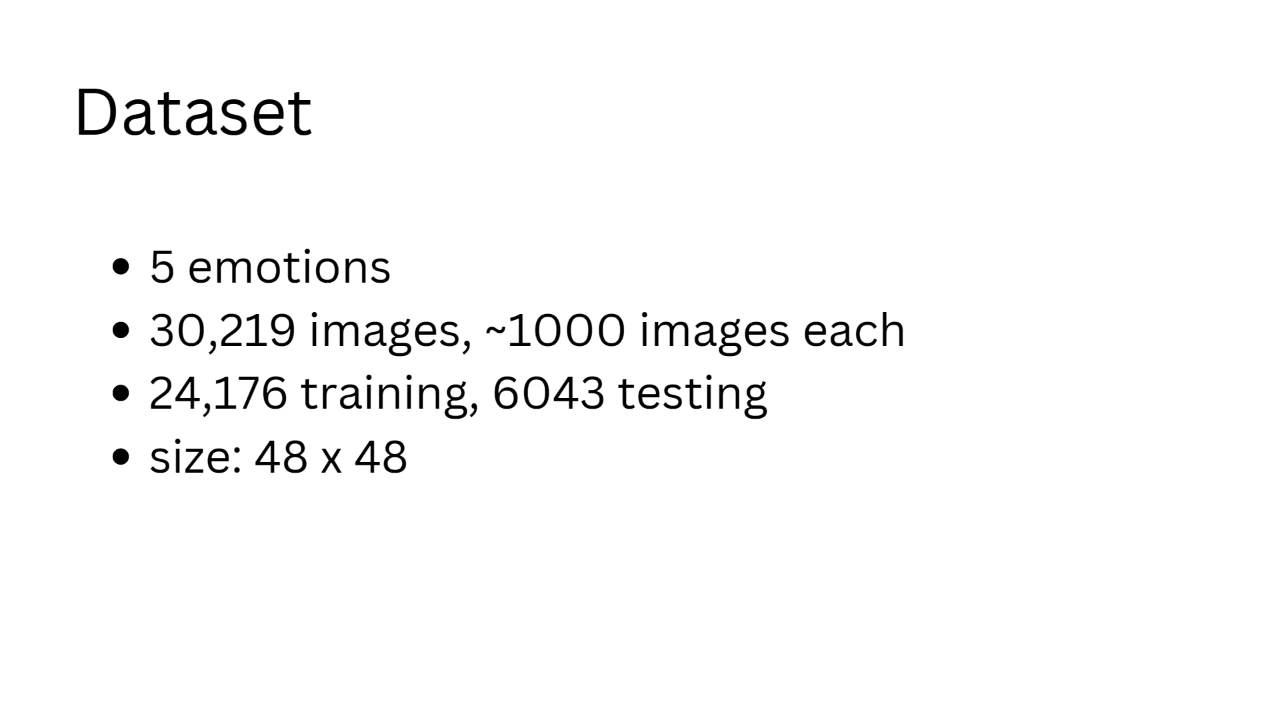 Dataset
5 emotions
30,219 images, ~1000 images each
24,176 training, 6043 testing
size: 48 x 48